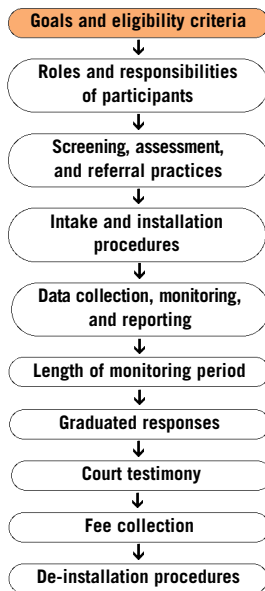 Goals and eligibility criteria
Roles and responsibilities
of participants
Screening, assessment,
and referral practices
Intake and installation
procedures
Data collection, monitoring,
and reporting
Length of monitoring period
Graduated responses
Court testimony
Fee collection
De-installation procedures